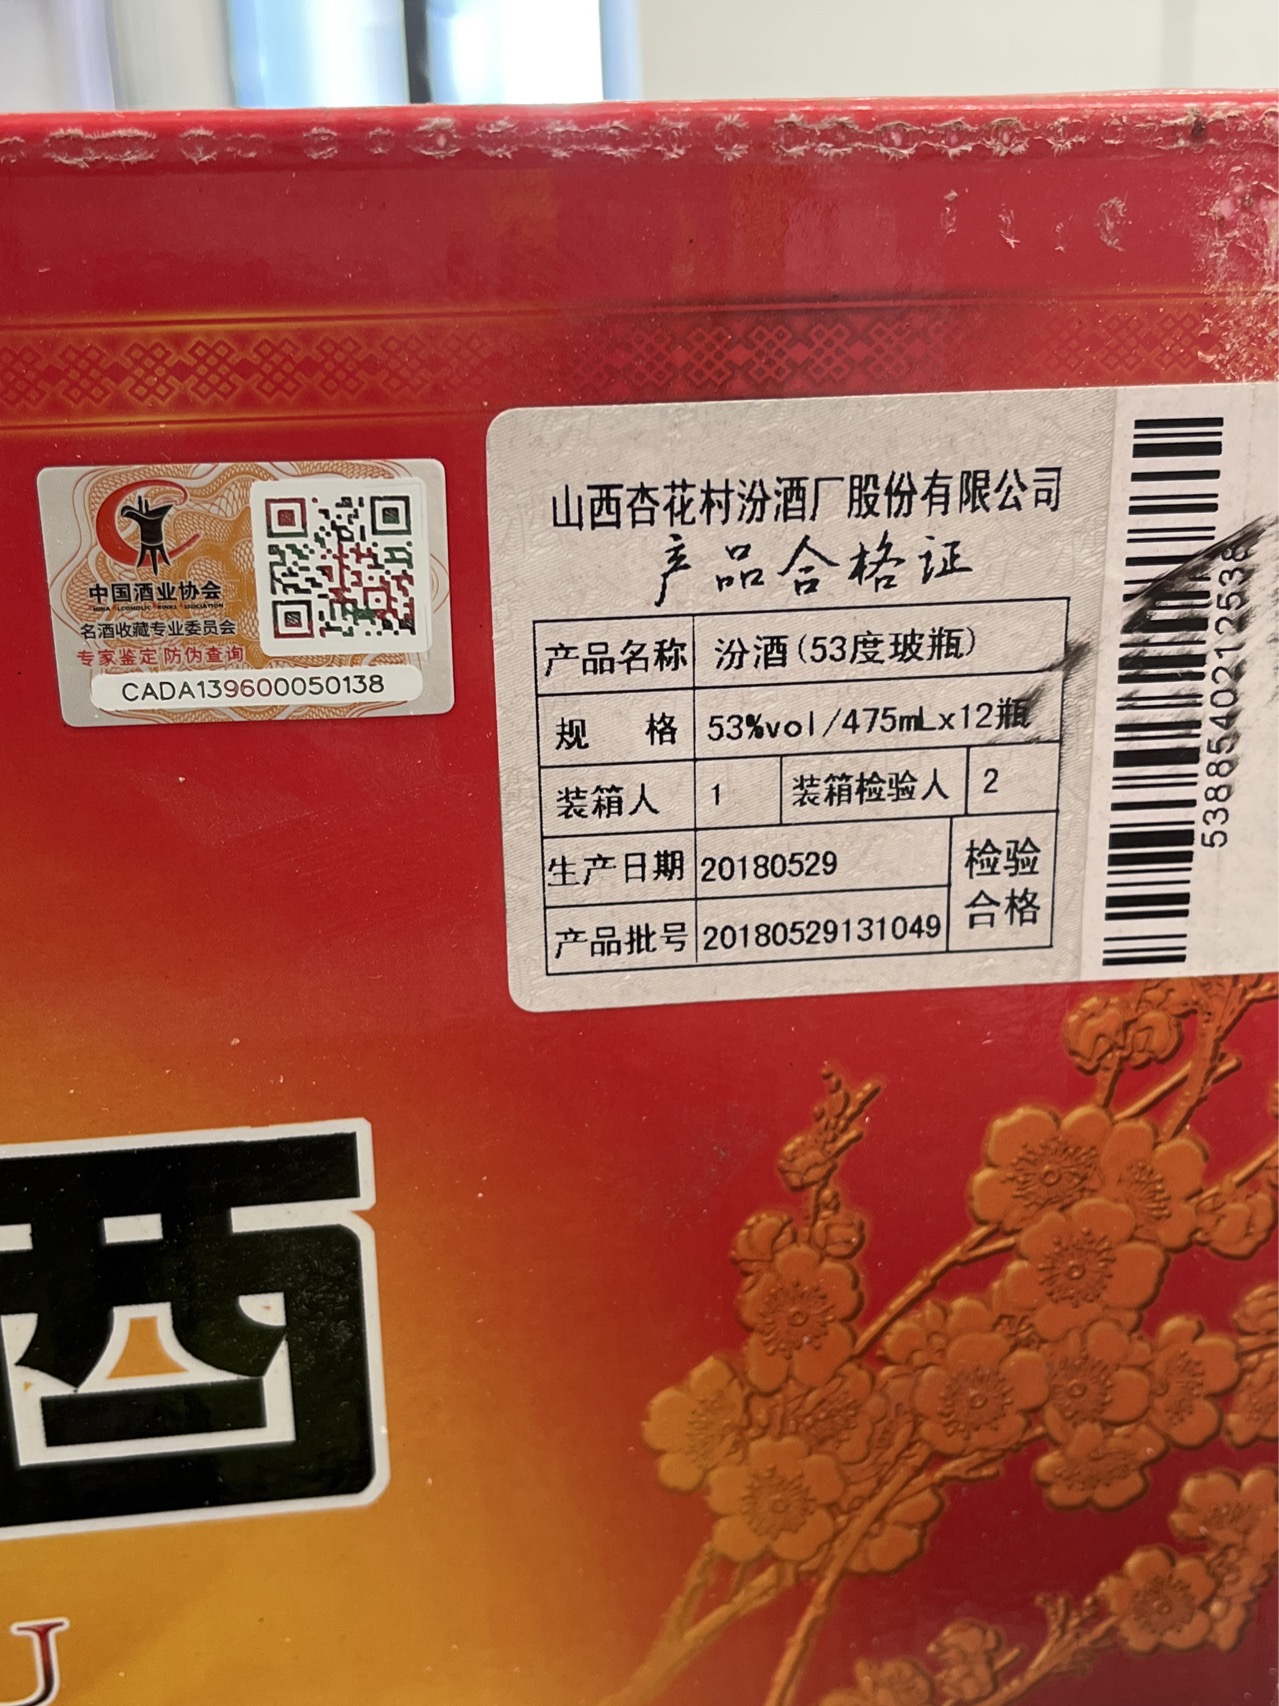 中国酒业协会
名酒收藏专业委员会
专家鉴定 防伪查询
CADA139600050138
山西杏花村汾酒厂股份有限公司
产品合格证
产品名称 汾酒(53度玻瓶)
规 格 53%vol/475mLx12瓶
装箱人 1 装箱检验人 2
生产日期 20180529
检验
合格
产品批号 20180529131049
538854021253
酒
U